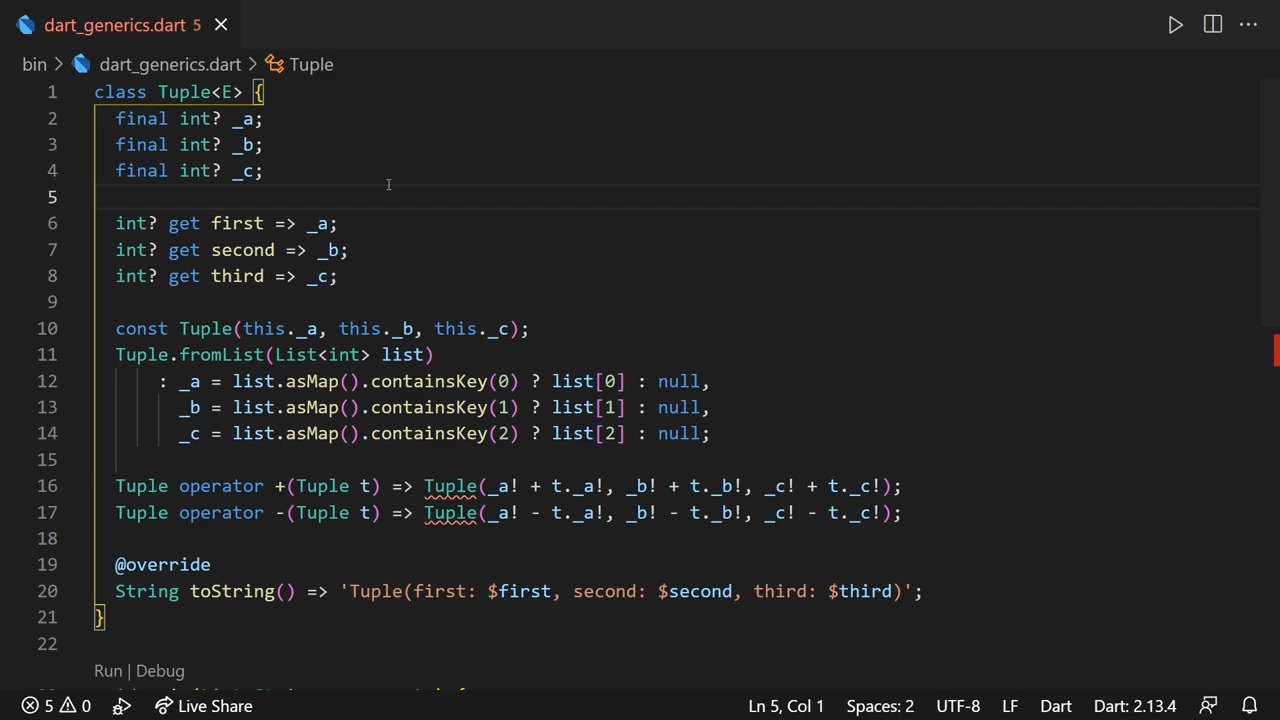 dart_generics.dart 5
bin > dart_generics.dart > Tuple
1 class Tuple<E> {
2 final int? _a;
3 final int? _b;
4 final int? _c;
5
6 int? get first => _a;
7 int? get second => _b;
8 int? get third => _c;
9
10 const Tuple(this._a, this._b, this._c);
11 Tuple.fromList(List<int> list)
12 : _a = list.asMap().containsKey(0) ? list[0] : null,
13 _b = list.asMap().containsKey(1) ? list[1] : null,
14 _c = list.asMap().containsKey(2) ? list[2] : null;
15
16 Tuple operator +(Tuple t) => Tuple(_a! + t._a!, _b! + t._b!, _c! + t._c!);
17 Tuple operator -(Tuple t) => Tuple(_a! - t._a!, _b! - t._b!, _c! - t._c!);
18
19 @override
20 String toString() => 'Tuple(first: $first, second: $second, third: $third)';
21 }
22
Run | Debug
5 0 Live Share Ln 5, Col 1 Spaces: 2 UTF-8 LF Dart Dart: 2.13.4